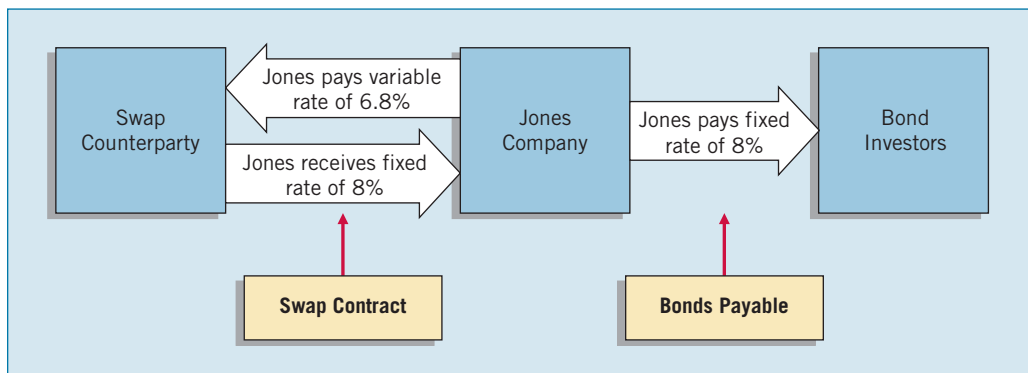 Swap
Counterparty
Jones pays variable
rate of 6.8%
Jones receives fixed
rate of 8%
Jones
Company
Jones pays fixed
rate of 8%
Bond
Investors
Swap Contract
Bonds Payable